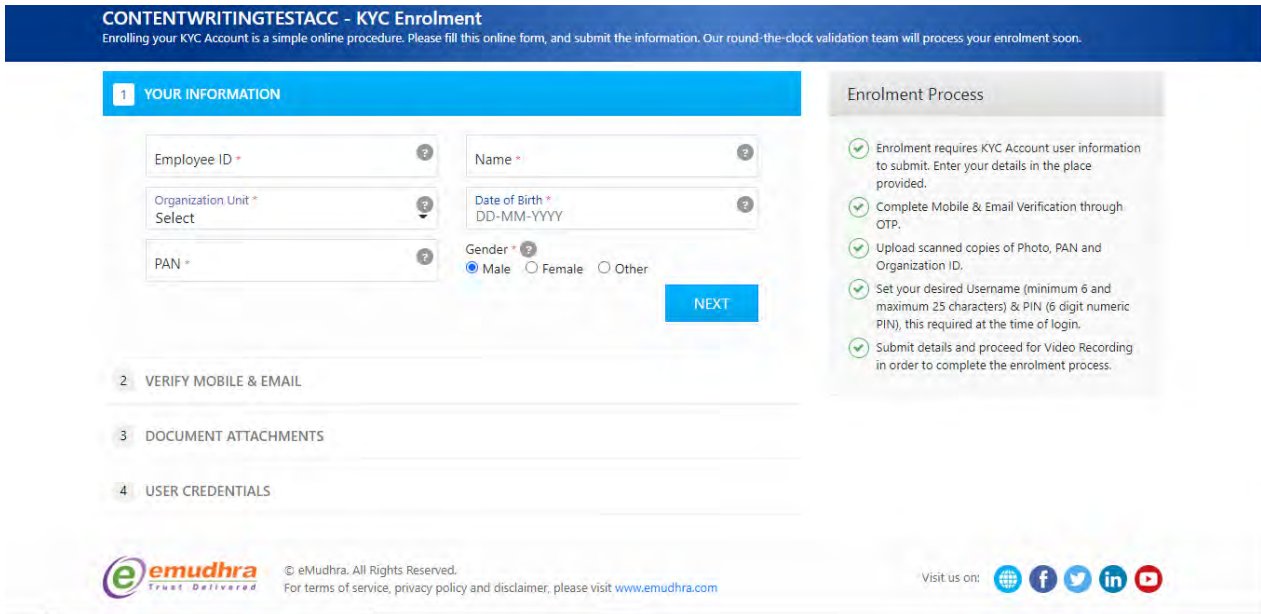 CONTENTWRITINGTESTACC - KYC Enrolment
Enrolling your KYC Account is a simple online procedure. Please fill this online form, and submit the information. Our round-the-clock validation team will process your enrolment soon.
1 YOUR INFORMATION
Employee ID *
?
Name *
?
Organization Unit *
Select
?
Date of Birth *
DD-MM-YYYY
?
PAN *
?
Gender * ?
Male Female Other
NEXT
2 VERIFY MOBILE & EMAIL
3 DOCUMENT ATTACHMENTS
4 USER CREDENTIALS
Enrolment Process
Enrolment requires KYC Account user information
to submit. Enter your details in the place
provided.
Complete Mobile & Email Verification through
OTP.
Upload scanned copies of Photo, PAN and
Organization ID.
Set your desired Username (minimum 6 and
maximum 25 characters) & PIN (6 digit numeric
PIN), this required at the time of login.
Submit details and proceed for Video Recording
in order to complete the enrolment process.
e emudhra
Trust Delivered
© eMudhra. All Rights Reserved.
For terms of service, privacy policy and disclaimer, please visit www.emudhra.com
Visit us on:
f
in